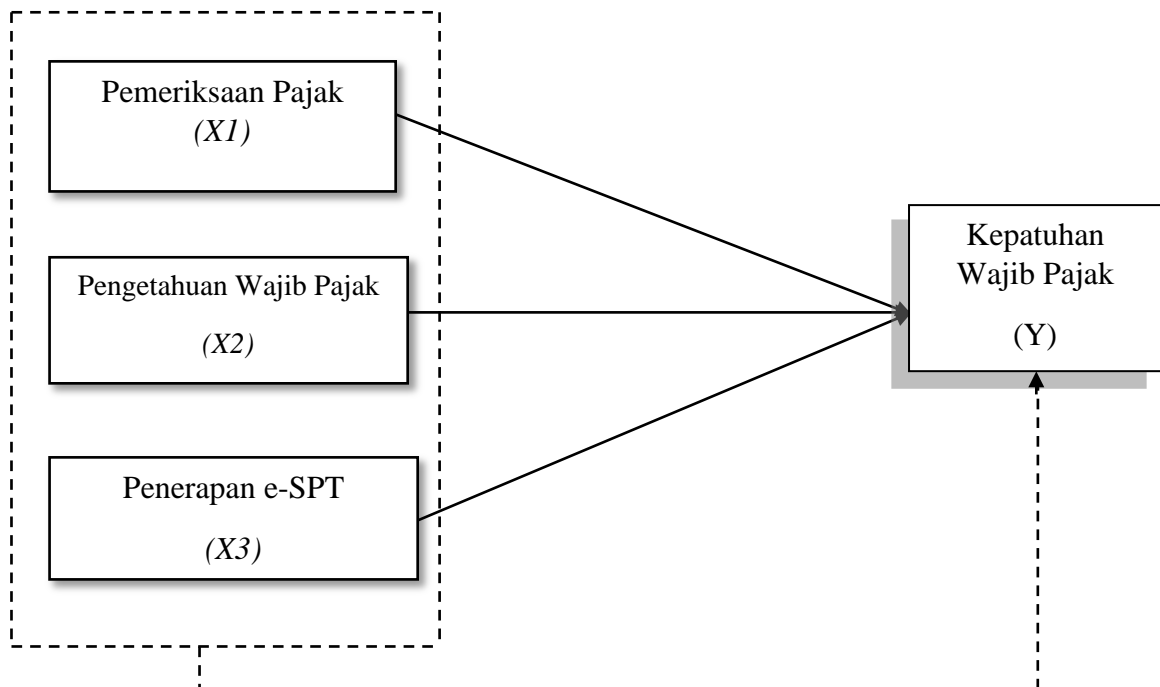 Pemeriksaan Pajak
(X1)
Pengetahuan Wajib Pajak
(X2)
Penerapan e-SPT
(X3)
Kepatuhan
Wajib Pajak
(Y)